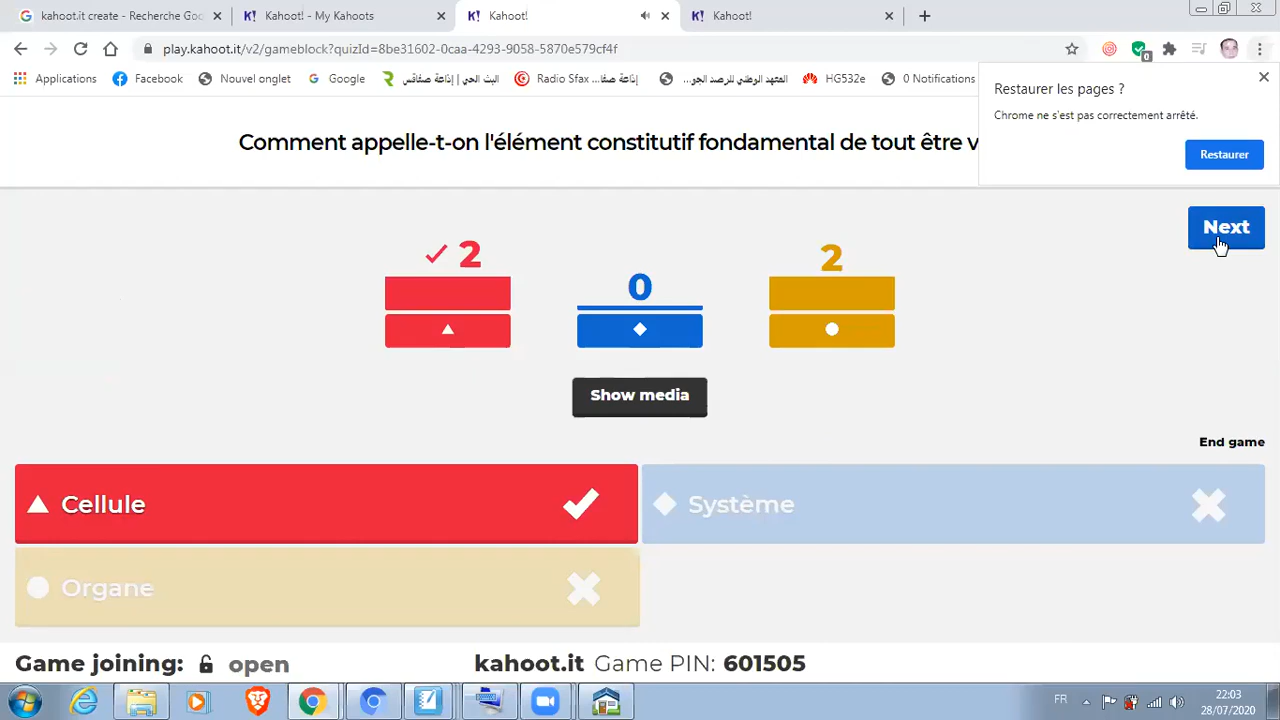 kahoot.it create - Recherche Goo
Kahoot! - My Kahoots
Kahoot!
Kahoot!
play.kahoot.it/v2/gameblock?quizId=8be31602-0caa-4293-9058-5870e579cf4f
Applications
Facebook
Nouvel onglet
Google
البث الحي | إذاعة صفاقس
Radio Sfax إذاعة صفا...
المعهد الوطني للرصد الجو...
HG532e
0 Notifications
Restaurer les pages ?
Chrome ne s'est pas correctement arrêté.
Restaurer
Comment appelle-t-on l'élément constitutif fondamental de tout être v
Next
2
0
2
Show media
End game
Cellule
Système
Organe
Game joining: open
kahoot.it Game PIN: 601505
FR
22:03
28/07/2020
0